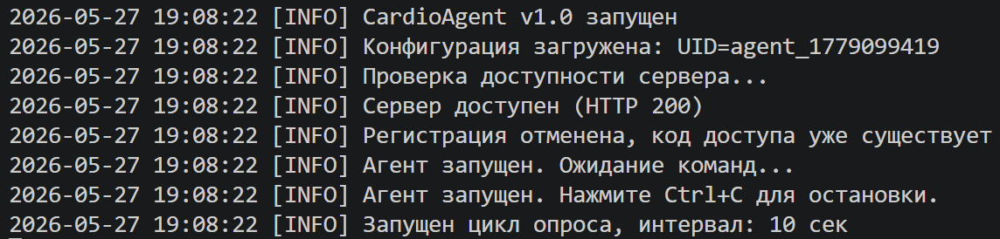 2026-05-27 19:08:22 [INFO] CardioAgent v1.0 запущен
2026-05-27 19:08:22 [INFO] Конфигурация загружена: UID=agent_1779099419
2026-05-27 19:08:22 [INFO] Проверка доступности сервера...
2026-05-27 19:08:22 [INFO] Сервер доступен (HTTP 200)
2026-05-27 19:08:22 [INFO] Регистрация отменена, код доступа уже существует
2026-05-27 19:08:22 [INFO] Агент запущен. Ожидание команд...
2026-05-27 19:08:22 [INFO] Агент запущен. Нажмите Ctrl+C для остановки.
2026-05-27 19:08:22 [INFO] Запущен цикл опроса, интервал: 10 сек